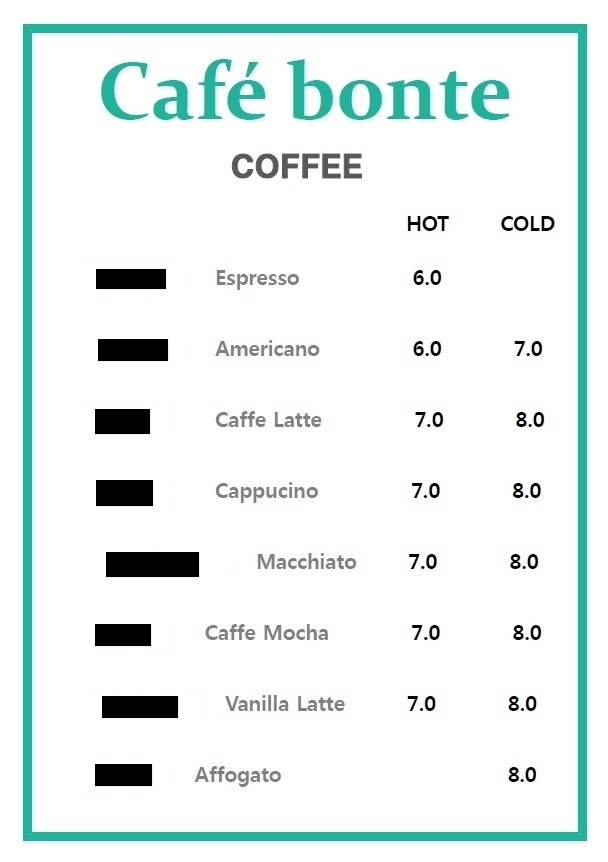 Café bonte
COFFEE
HOT COLD
Espresso 6.0
Americano 6.0 7.0
Caffe Latte 7.0 8.0
Cappucino 7.0 8.0
Macchiato 7.0 8.0
Caffe Mocha 7.0 8.0
Vanilla Latte 7.0 8.0
Affogato 8.0